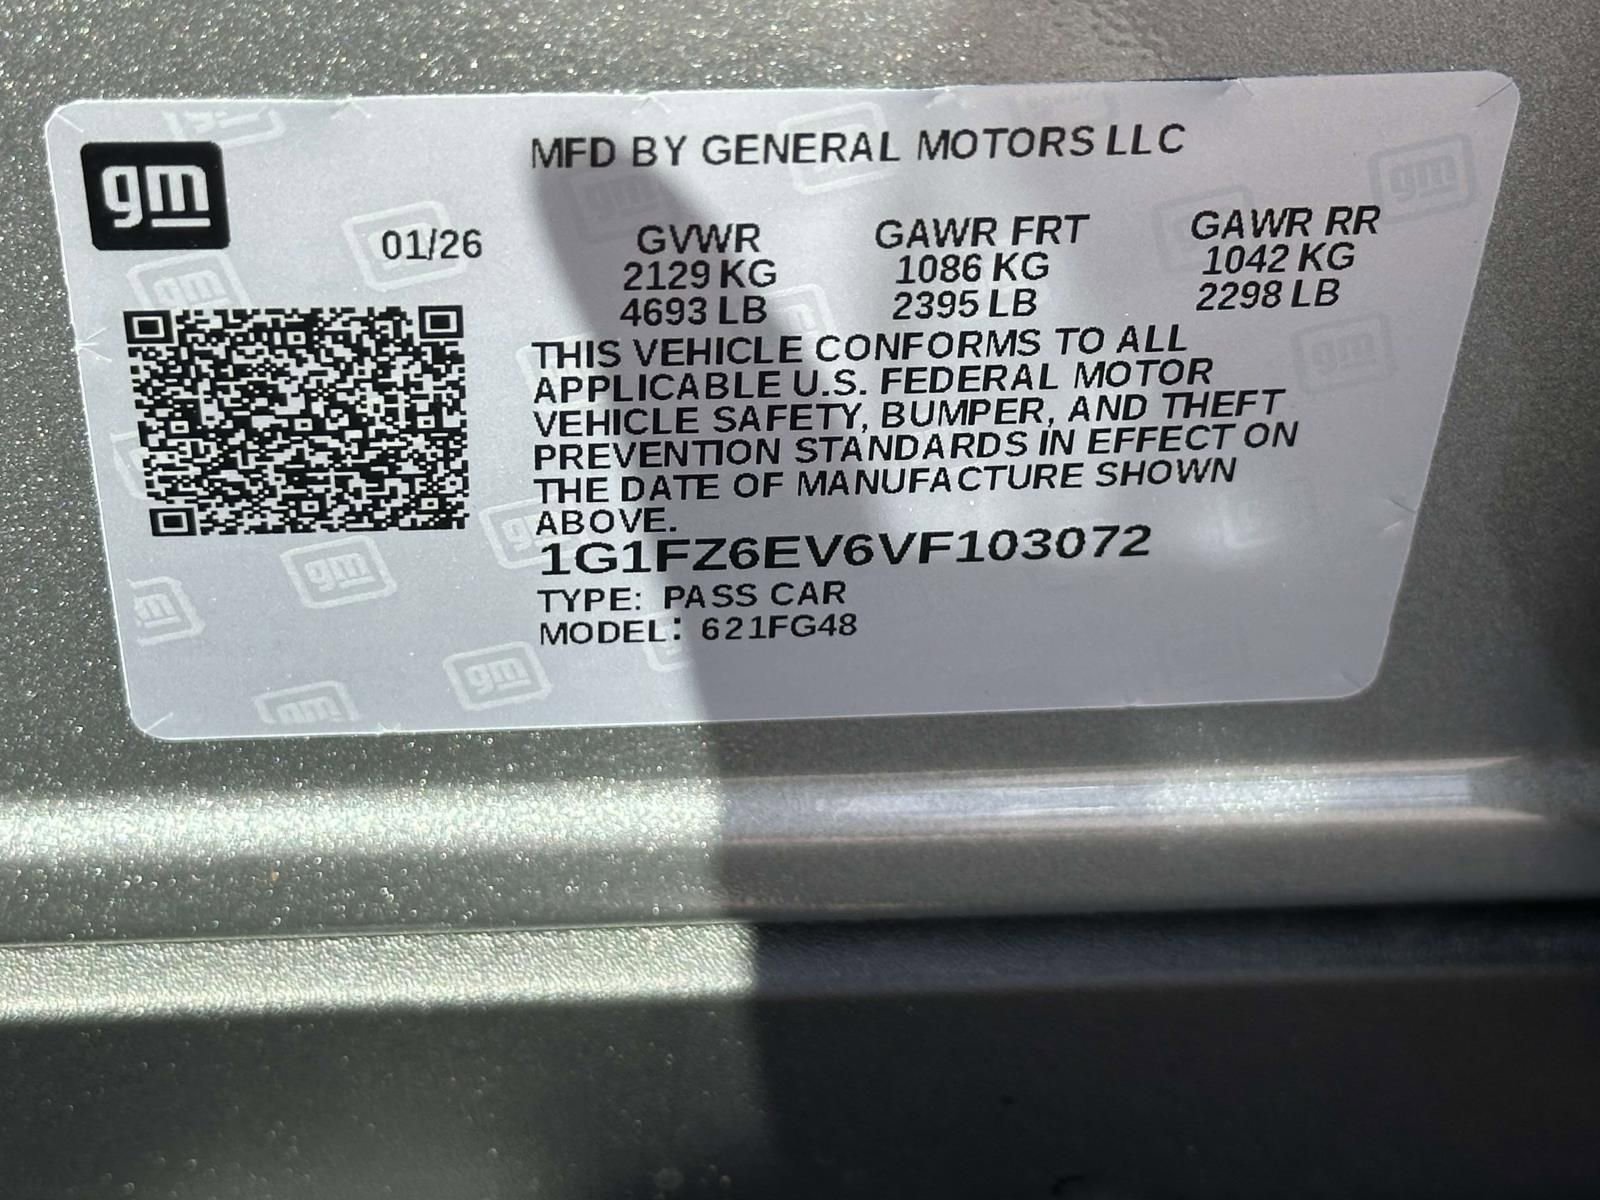 gm
MFD BY GENERAL MOTORS LLC
01/26
GVWR GAWR FRT GAWR RR
2129 KG 1086 KG 1042 KG
4693 LB 2395 LB 2298 LB
THIS VEHICLE CONFORMS TO ALL
APPLICABLE U.S. FEDERAL MOTOR
VEHICLE SAFETY, BUMPER, AND THEFT
PREVENTION STANDARDS IN EFFECT ON
THE DATE OF MANUFACTURE SHOWN
ABOVE.
1G1FZ6EV6VF103072
TYPE: PASS CAR
MODEL: 621FG48